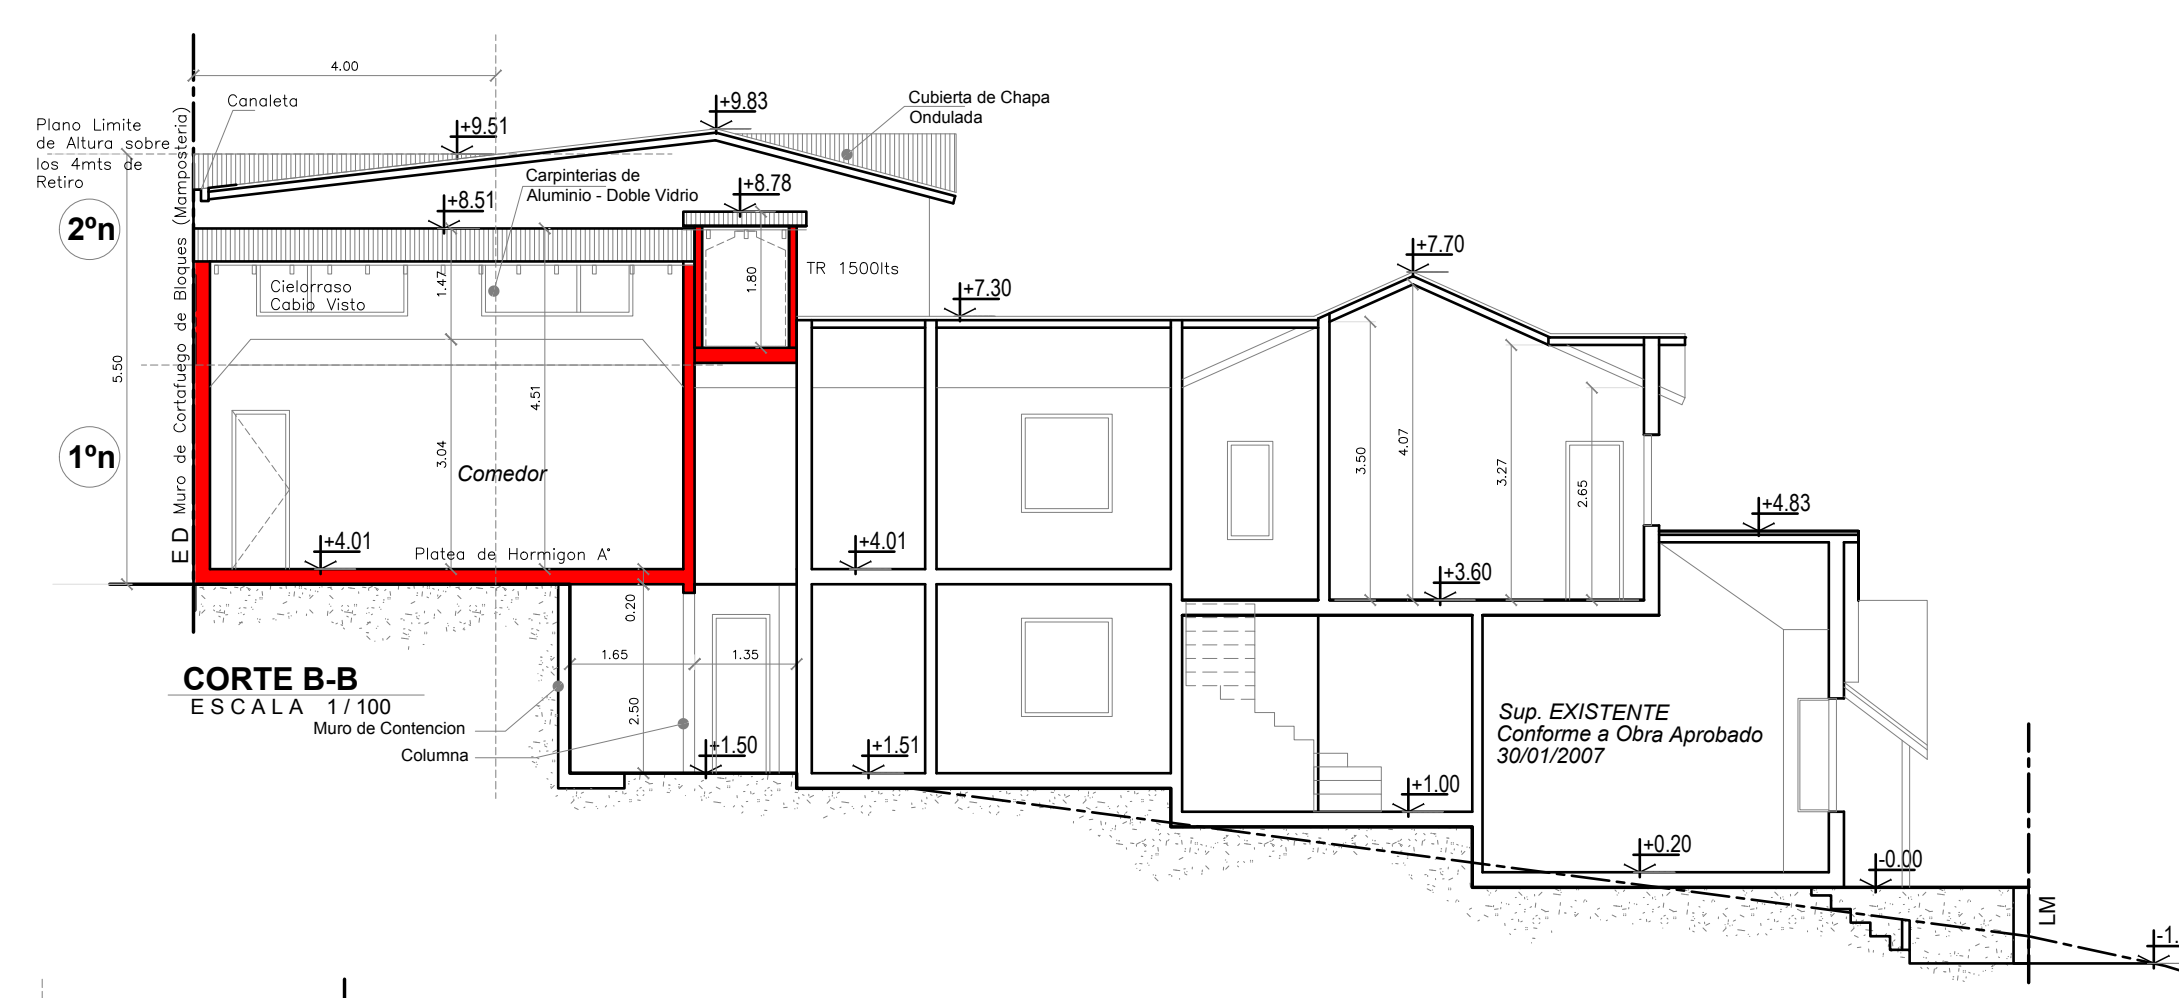 4.00
Canaleta
+9.83
Cubierta de Chapa
Ondulada
Plano Limite
de Altura sobre
los 4mts de
Retiro
+9.51
Carpinterias de
Aluminio - Doble Vidrio
+8.78
+8.51
2ºn
TR 1500lts
1.80
+7.70
+7.30
Cielorraso
Cabio Visto
1.47
5.50
4.51
3.04
1ºn
Comedor
ED Muro de Cortafuego de Bloques (Mamposteria)
3.50
4.07
3.27
2.65
+4.83
+4.01
Platea de Hormigon Aº
+4.01
+3.60
0.20
1.65
1.35
2.50
CORTE B-B
ESCALA 1 / 100
Muro de Contencion
Columna
+1.50
+1.51
Sup. EXISTENTE
Conforme a Obra Aprobado
30/01/2007
+1.00
+0.20
-0.00
LM
-1.